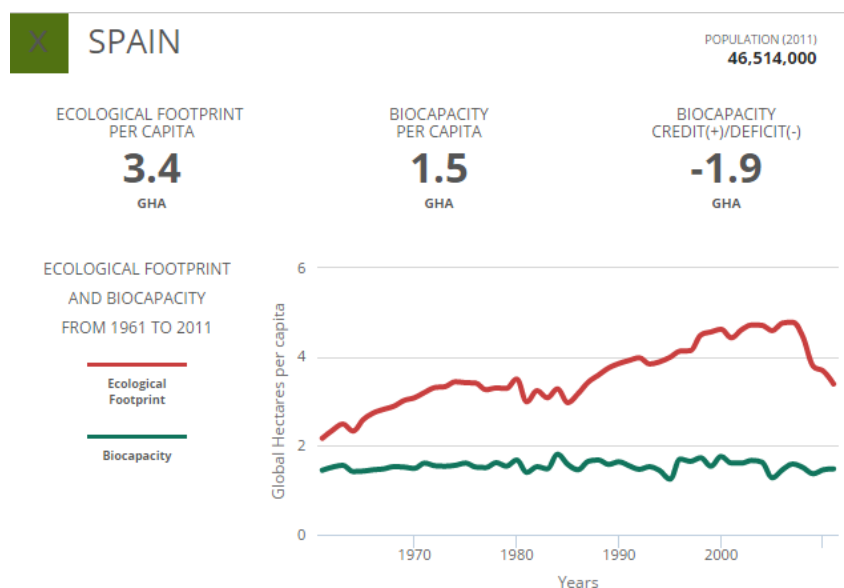 X
SPAIN
POPULATION (2011)
46,514,000
ECOLOGICAL FOOTPRINT
PER CAPITA
3.4
GHA
BIOCAPACITY
PER CAPITA
1.5
GHA
BIOCAPACITY
CREDIT(+)/DEFICIT(-)
-1.9
GHA
ECOLOGICAL FOOTPRINT
AND BIOCAPACITY
FROM 1961 TO 2011
Ecological
Footprint
Biocapacity
Global Hectares per capita
6
4
2
0
1970 1980 1990 2000
Years